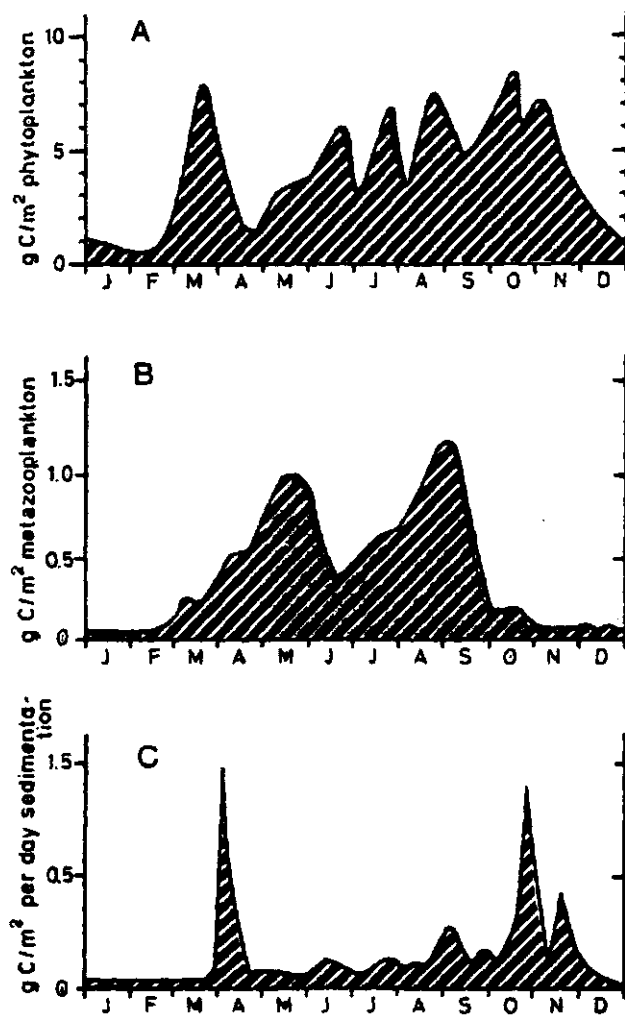 A
g C/m² phytoplankton
10
5
0
J F M A M J J A S O N D
B
g C/m² metazooplankton
1.5
1.0
0.5
0
J F M A M J J A S O N D
C
g C/m² per day sedimenta-
tion
1.5
0.5
0
J F M A M J J A S O N D